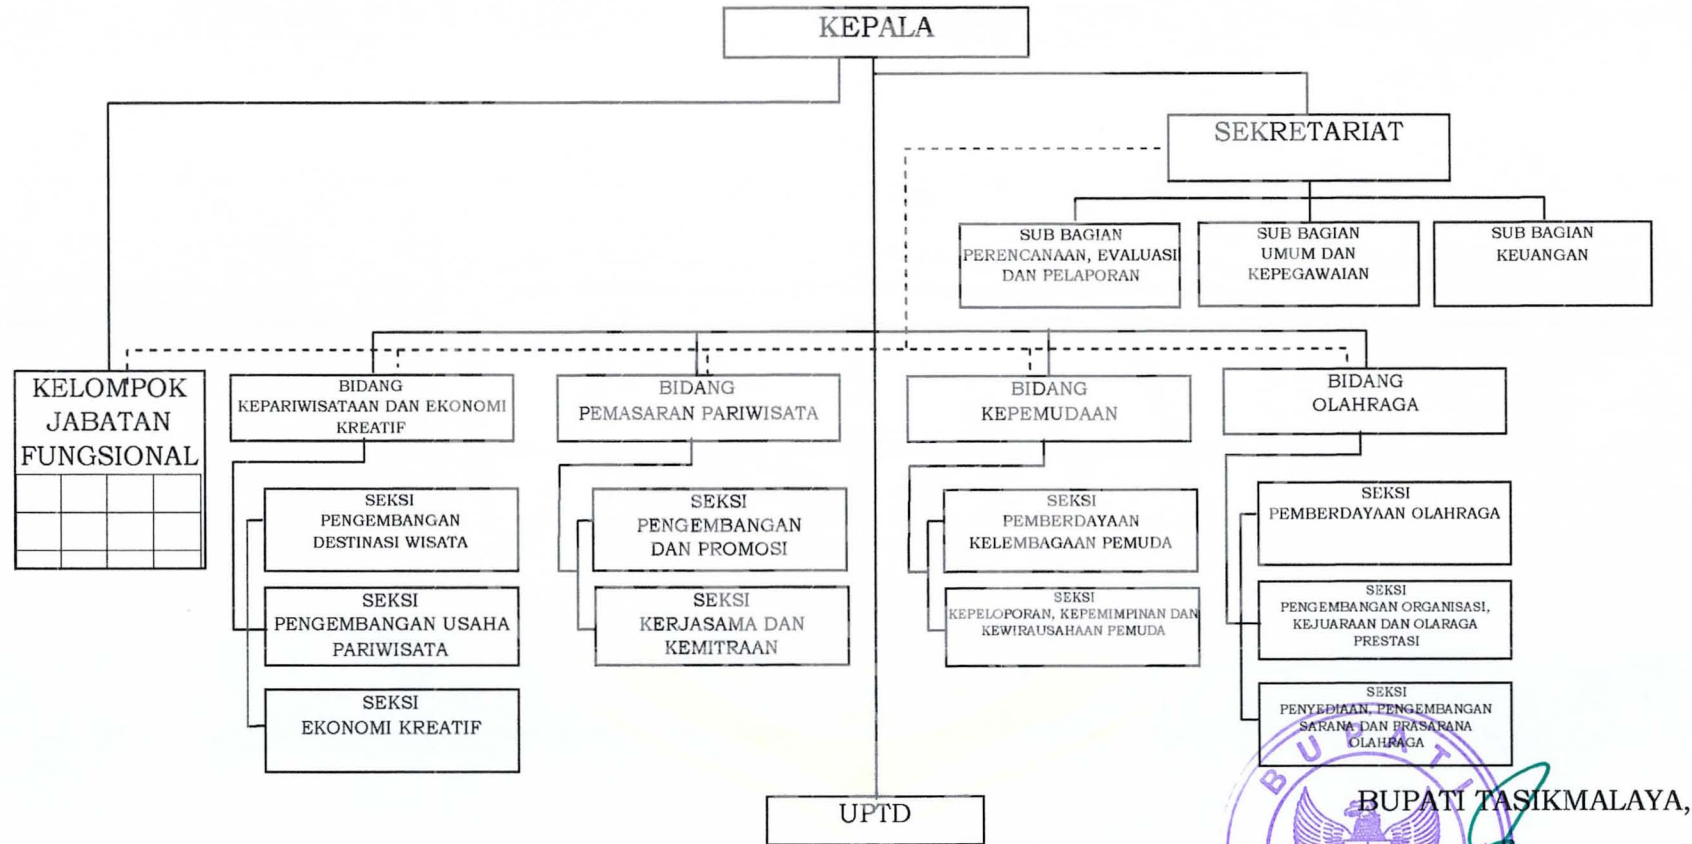 KEPALA
SEKRETARIAT
SUB BAGIAN
PERENCANAAN, EVALUASI
DAN PELAPORAN
SUB BAGIAN
UMUM DAN
KEPEGAWAIAN
SUB BAGIAN
KEUANGAN
KELOMPOK
JABATAN
FUNGSIONAL
BIDANG
KEPARIWISATAAN DAN EKONOMI
KREATIF
SEKSI
PENGEMBANGAN
DESTINASI WISATA
SEKSI
PENGEMBANGAN USAHA
PARIWISATA
SEKSI
EKONOMI KREATIF
BIDANG
PEMASARAN PARIWISATA
SEKSI
PENGEMBANGAN
DAN PROMOSI
SEKSI
KERJASAMA DAN
KEMITRAAN
BIDANG
KEPEMUDAAN
SEKSI
PEMBERDAYAAN
KELEMBAGAAN PEMUDA
SEKSI
KEPELOPORAN, KEPEMIMPINAN DAN
KEWIRAUSAHAAN PEMUDA
BIDANG
OLAHRAGA
SEKSI
PEMBERDAYAAN OLAHRAGA
SEKSI
PENGEMBANGAN ORGANISASI,
KEJUARAAN DAN OLARAGA
PRESTASI
SEKSI
PENYEDIAAN, PENGEMBANGAN
SARANA DAN PRASARANA
OLAHRAGA
UPTD
BUPATI TASIKMALAYA,
BUPATI